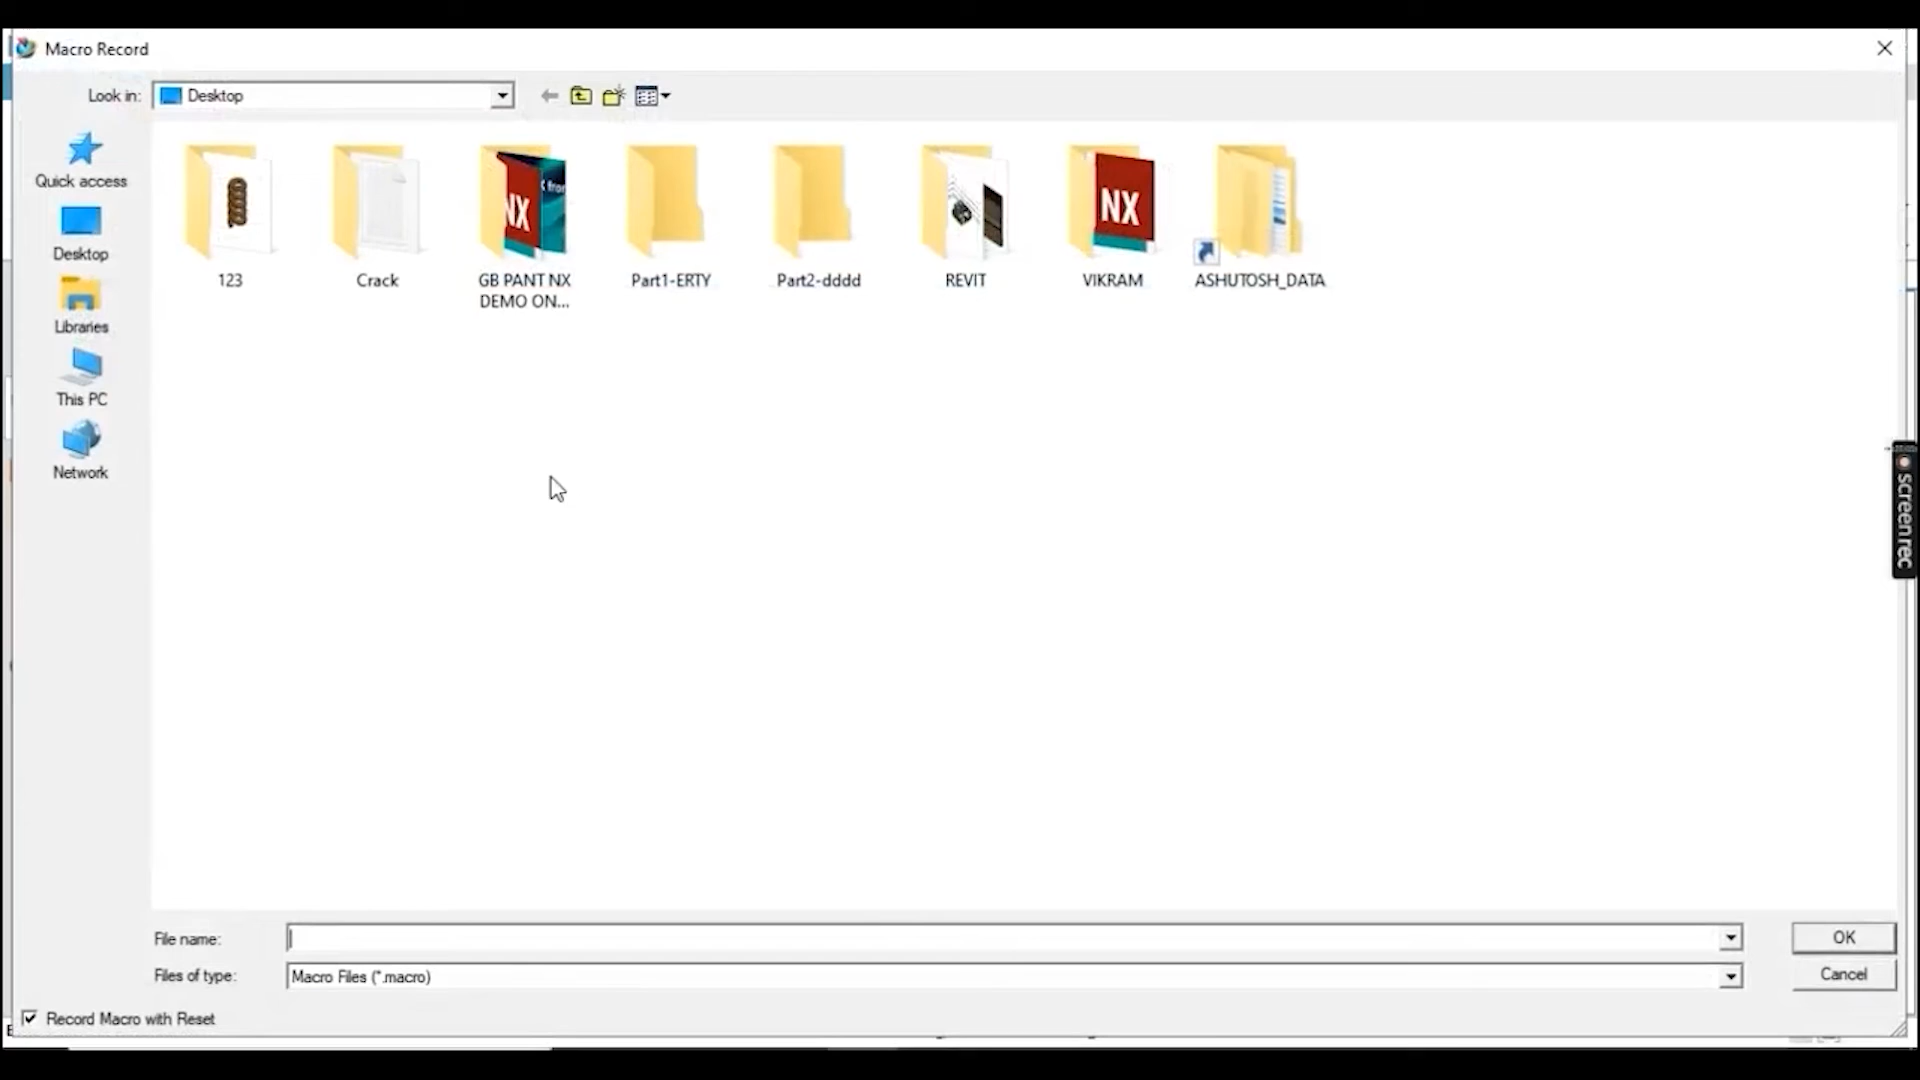 Macro Record
Look in: Desktop
Quick access
Desktop
Libraries
This PC
Network
NX
NX
123
Crack
GB PANT NX
DEMO ON...
Part1-ERTY
Part2-dddd
REVIT
VIKRAM
ASHUTOSH_DATA
screenrec
File name:
OK
Files of type: Macro Files (*.macro)
Cancel
Record Macro with Reset